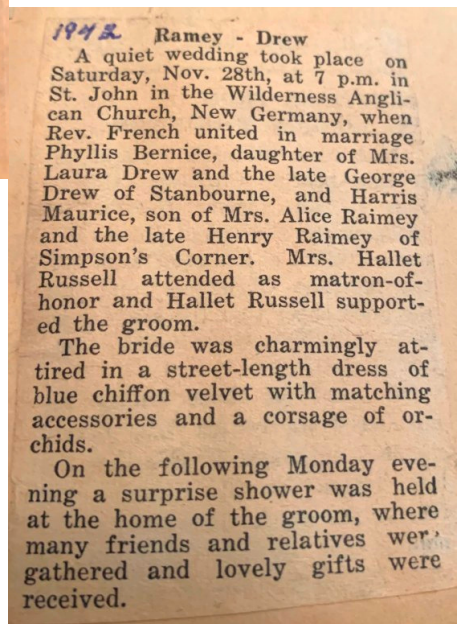 1942 Ramey - Drew
A quiet wedding took place on
Saturday, Nov. 28th, at 7 p.m. in
St. John in the Wilderness Angli-
can Church, New Germany, when
Rev. French united in marriage
Phyllis Bernice, daughter of Mrs.
Laura Drew and the late George
Drew of Stanbourne, and Harris
Maurice, son of Mrs. Alice Raimey
and the late Henry Raimey of
Simpson's Corner. Mrs. Hallet
Russell attended as matron-of-
honor and Hallet Russell support-
ed the groom.
The bride was charmingly at-
tired in a street-length dress of
blue chiffon velvet with matching
accessories and a corsage of or-
chids.
On the following Monday eve-
ning a surprise shower was held
at the home of the groom, where
many friends and relatives wer
gathered and lovely gifts were
received.